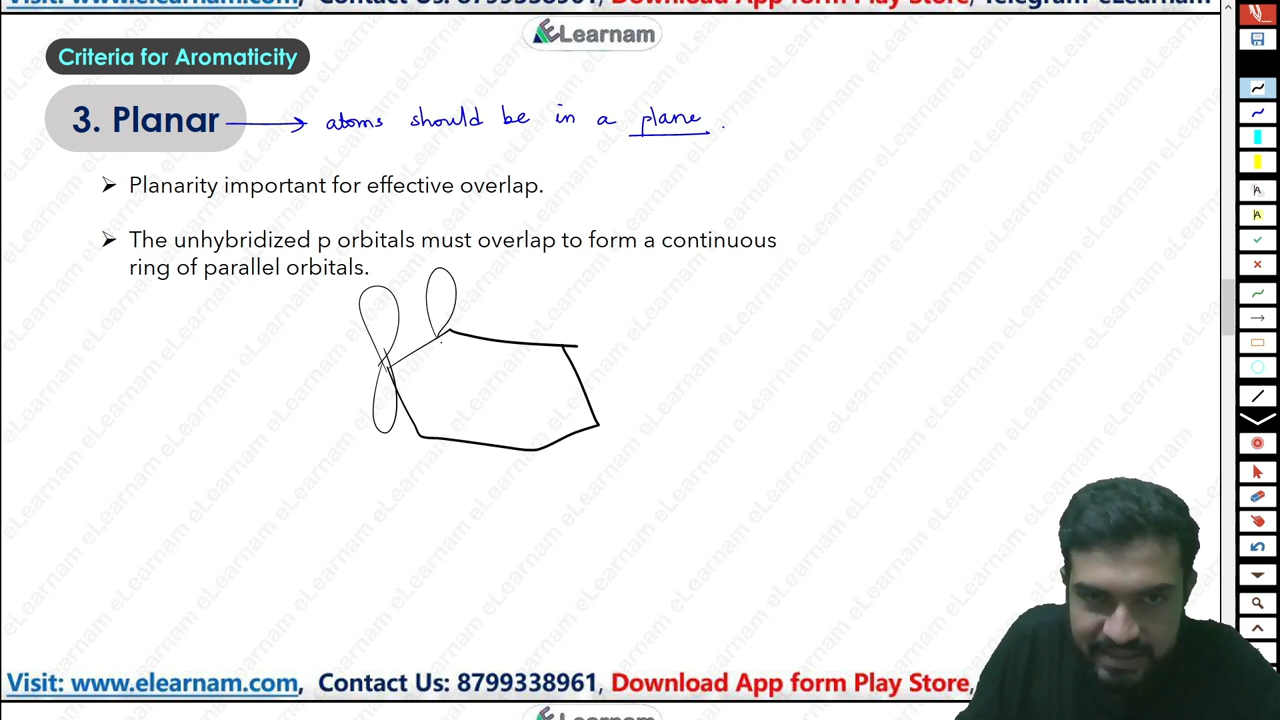 Visit: www.elearnam.com, Contact Us: 8799338961, Download App form Play Store, Telegram eLearnam
ELearnam
Criteria for Aromaticity
3. Planar → atoms should be in a plane.
➢ Planarity important for effective overlap.
➢ The unhybridized p orbitals must overlap to form a continuous
ring of parallel orbitals.
Visit: www.elearnam.com, Contact Us: 8799338961, Download App form Play Store,